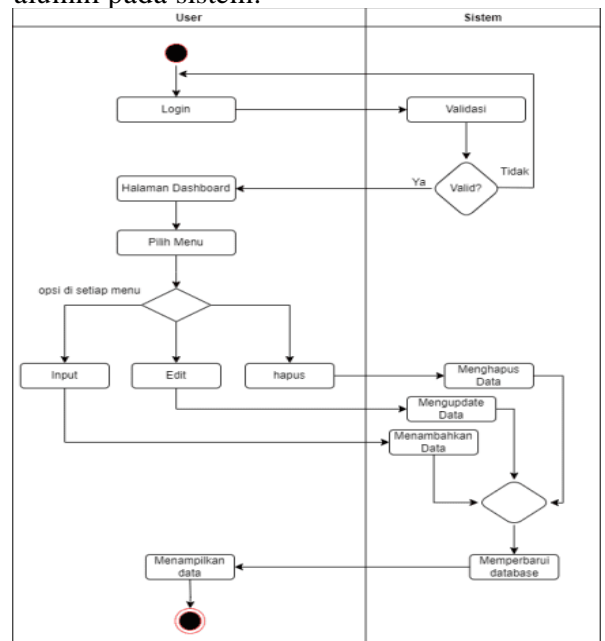 alumni pada sistem.
User
Sistem
Login
Validasi
Tidak
Ya
Valid?
Halaman Dashboard
Pilih Menu
opsi di setiap menu
Input
Edit
hapus
Menghapus
Data
Mengupdate
Data
Menambahkan
Data
Menampilkan
data
Memperbarui
database